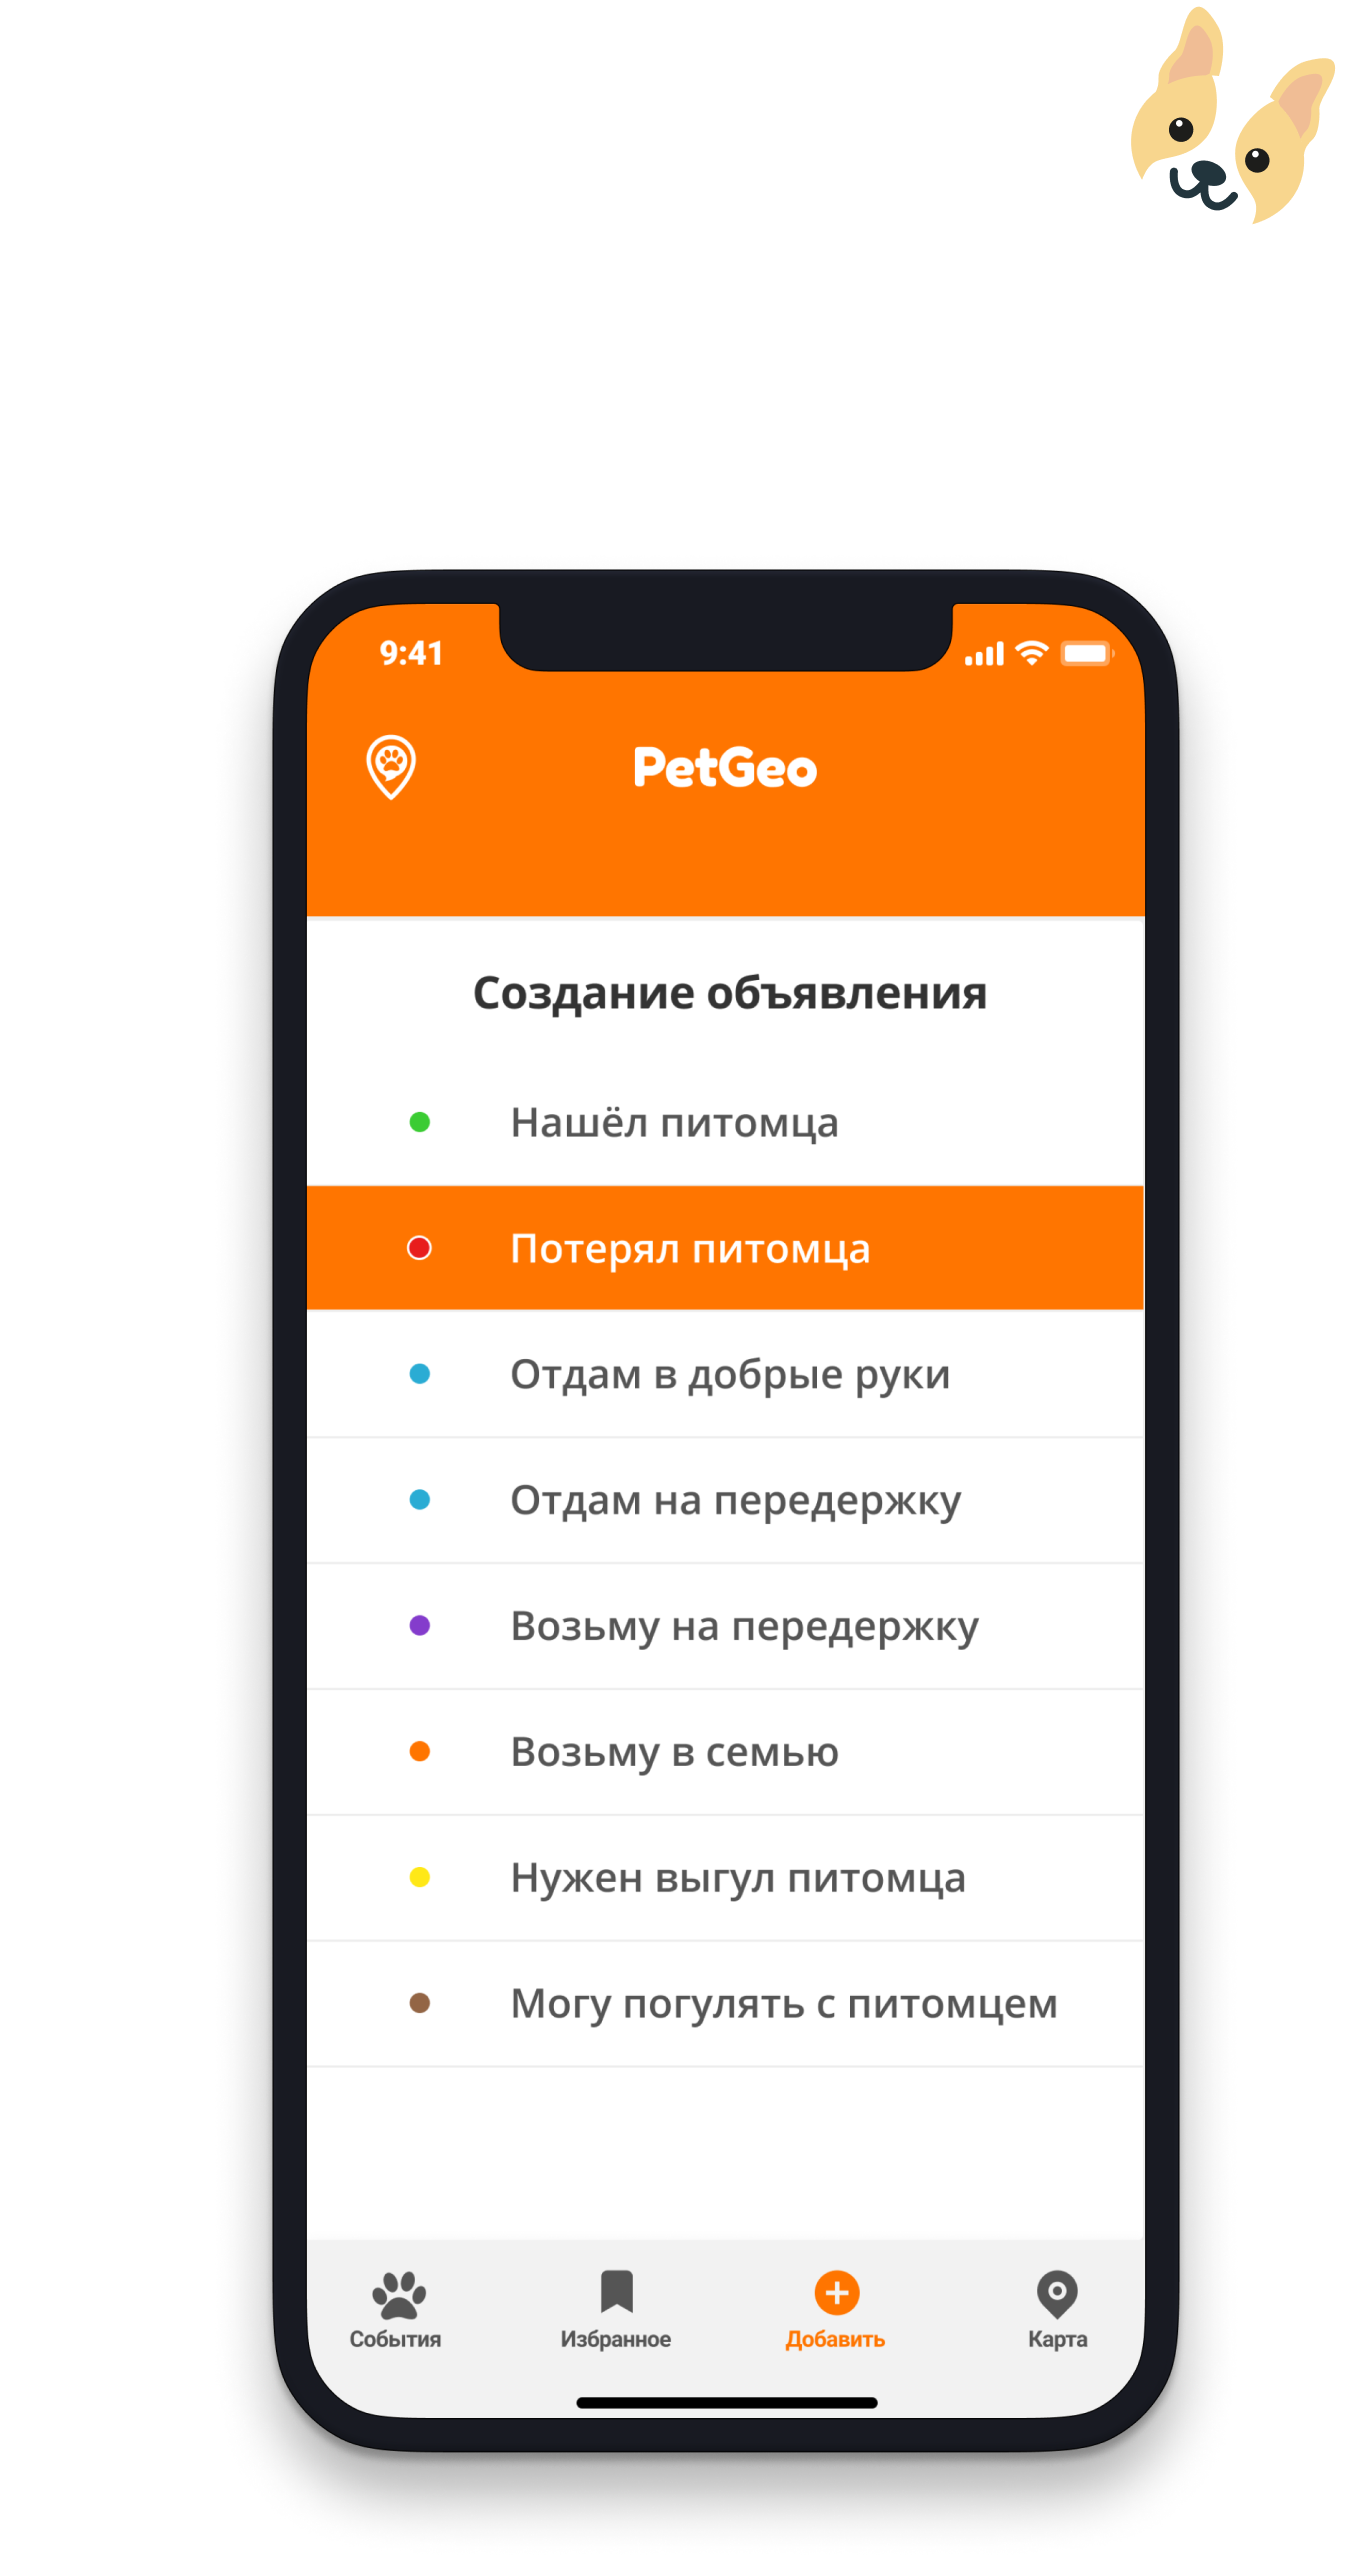 9:41
PetGeo
Создание объявления
Нашёл питомца
Потерял питомца
Отдам в добрые руки
Отдам на передержку
Возьму на передержку
Возьму в семью
Нужен выгул питомца
Могу погулять с питомцем
События
Избранное
Добавить
Карта